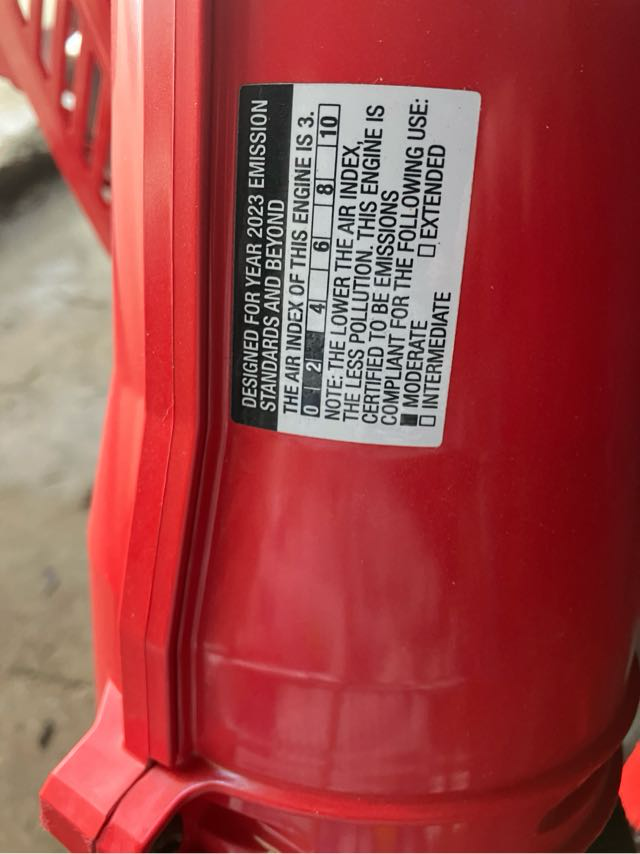 DESIGNED FOR YEAR 2023 EMISSION
STANDARDS AND BEYOND
THE AIR INDEX OF THIS ENGINE IS 3.
0 2 4 6 8 10
NOTE: THE LOWER THE AIR INDEX,
THE LESS POLLUTION. THIS ENGINE IS
CERTIFIED TO BE EMISSIONS
COMPLIANT FOR THE FOLLOWING USE:
■ MODERATE □ EXTENDED
□ INTERMEDIATE